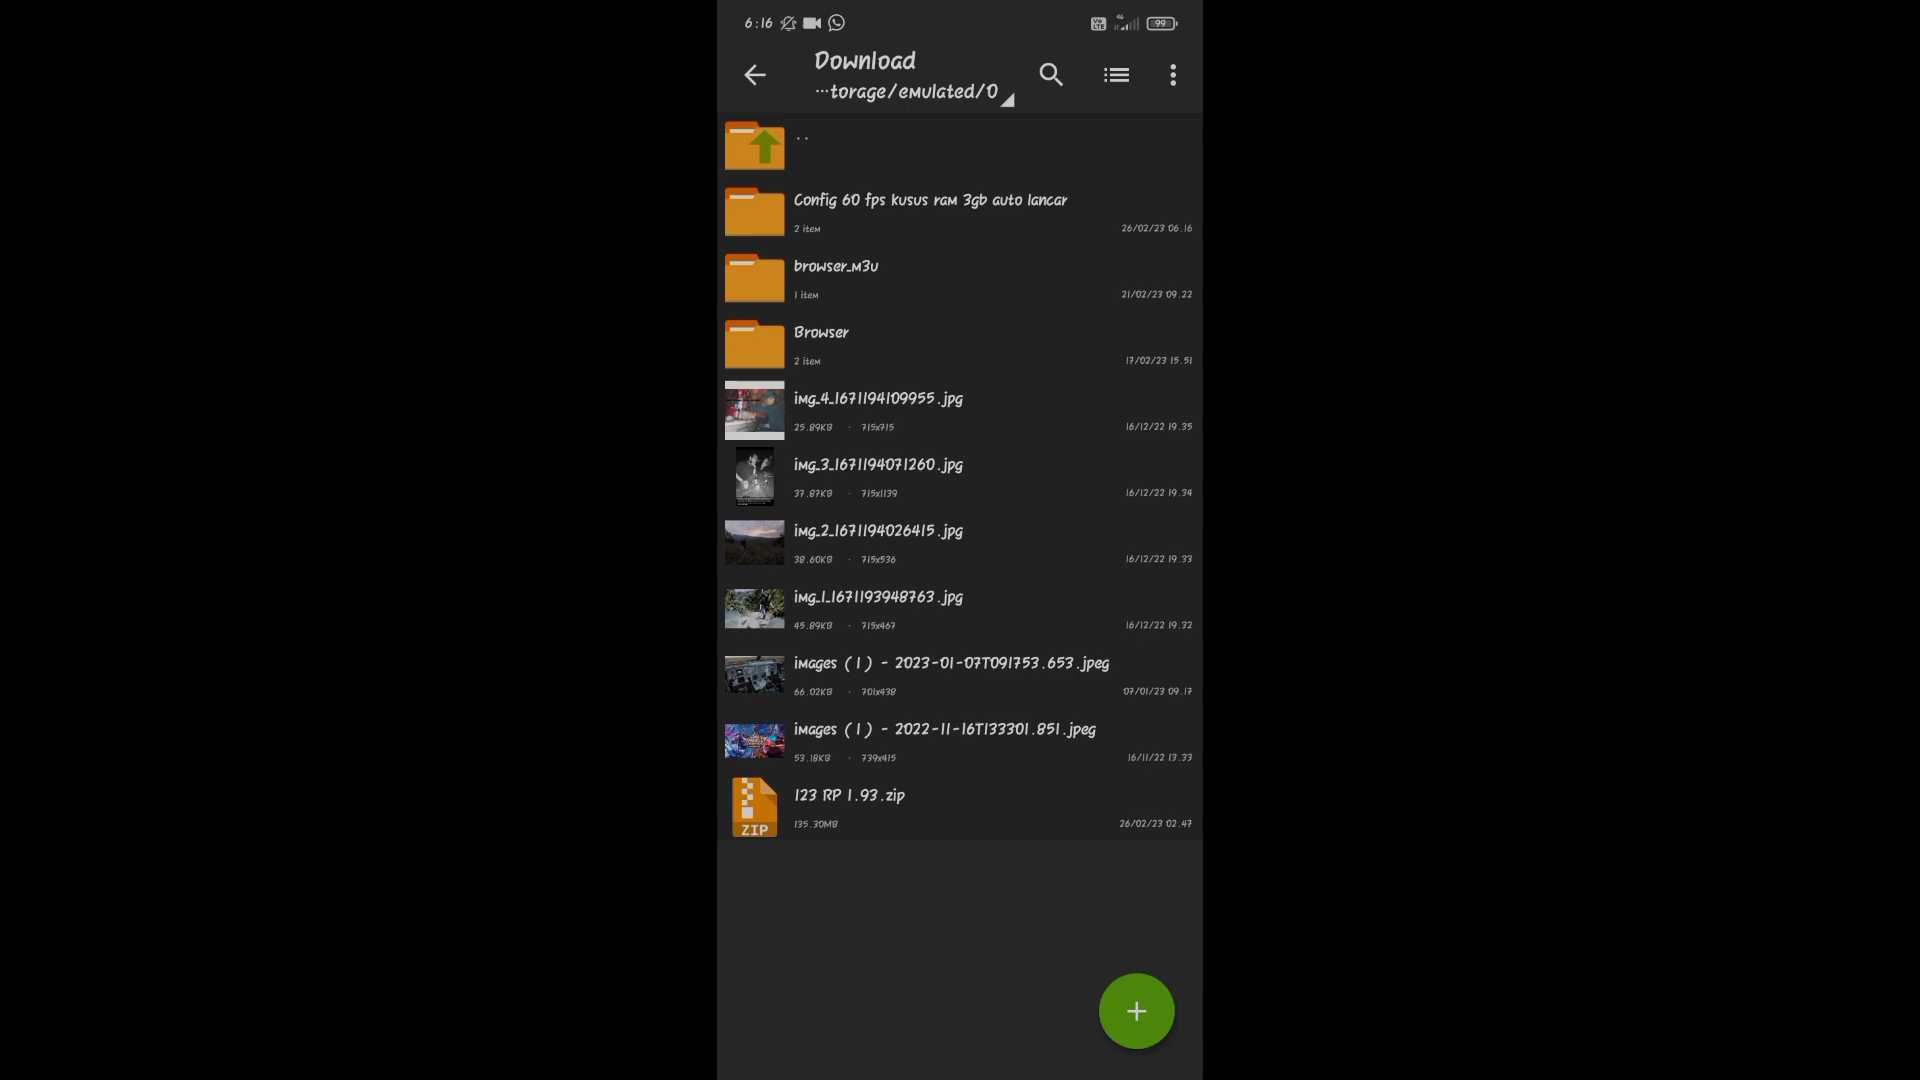 6:16
VoLTE
4G
99
Download
···torage/emulated/0
..
Config 60 fps kusus ram 3gb auto lancar
2 item
26/02/23 06.16
browser_m3u
1 item
21/02/23 09.22
Browser
2 item
17/02/23 15.51
img_4_1671194109955.jpg
25.89KB · 715x715
16/12/22 19.35
img_3_1671194071260.jpg
37.87KB · 715x1139
16/12/22 19.34
img_2_1671194026415.jpg
38.60KB · 715x536
16/12/22 19.33
img_1_1671193948763.jpg
45.89KB · 715x467
16/12/22 19.32
images (1) - 2023-01-07T091753.653.jpeg
66.02KB · 701x438
07/01/23 09.17
images (1) - 2022-11-16T133301.851.jpeg
53.18KB · 739x415
16/11/22 13.33
123 RP 1.93.zip
ZIP
135.30MB
26/02/23 02.47